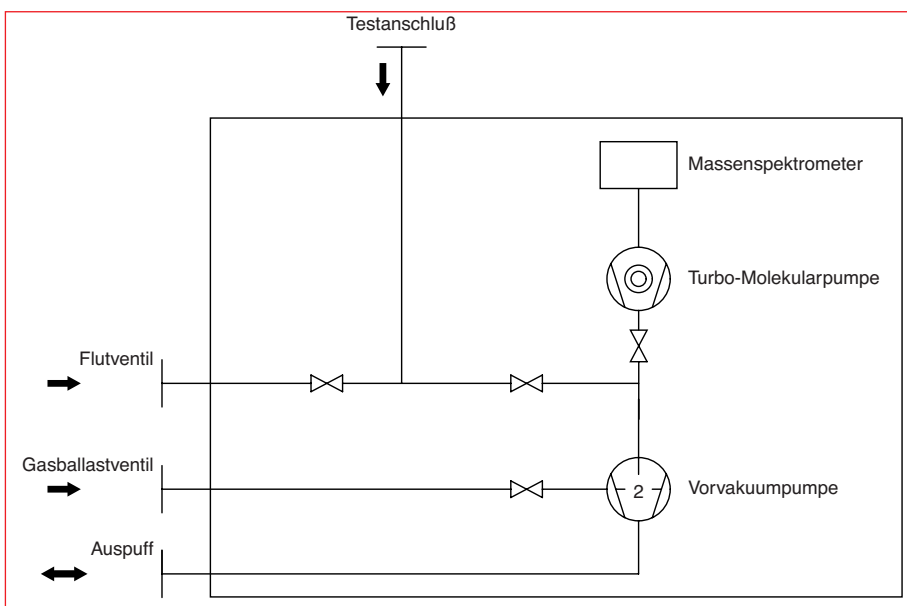 Testanschluß
Massenspektrometer
Turbo-Molekularpumpe
Flutventil
Gasballastventil
2
Vorvakuumpumpe
Auspuff